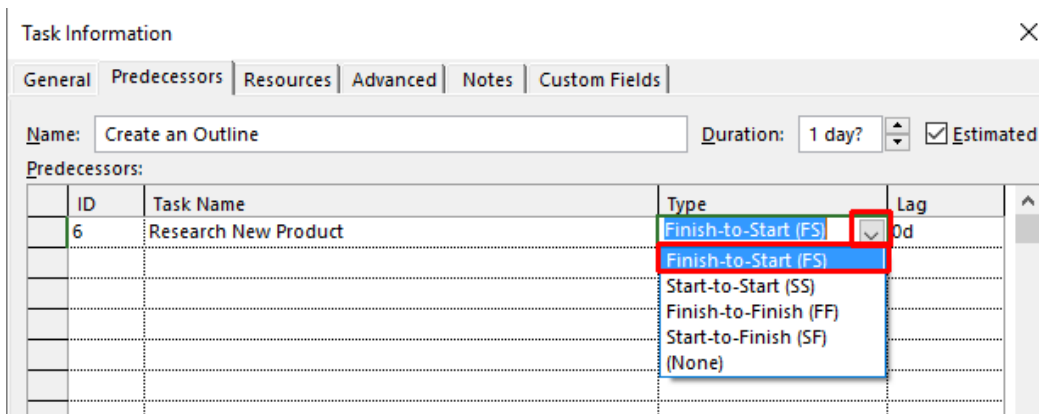 Task Information
General Predecessors Resources Advanced Notes Custom Fields
Name: Create an Outline Duration: 1 day? Estimated
Predecessors:
ID Task Name Type Lag
6 Research New Product Finish-to-Start (FS) 0d
Finish-to-Start (FS)
Start-to-Start (SS)
Finish-to-Finish (FF)
Start-to-Finish (SF)
(None)